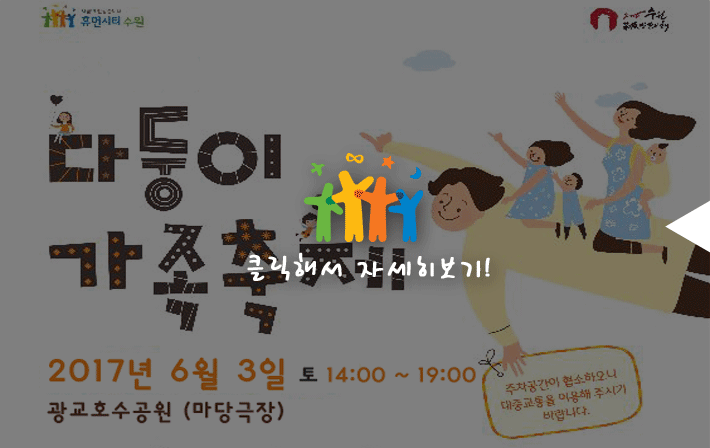 휴먼시티 수원
수원
다둥이
가족축제
클릭해서 자세히보기!
2017년 6월 3일 토 14:00 ~ 19:00
광교호수공원 (마당극장)
주차공간이 협소하오니
대중교통을 이용해 주시기
바랍니다.